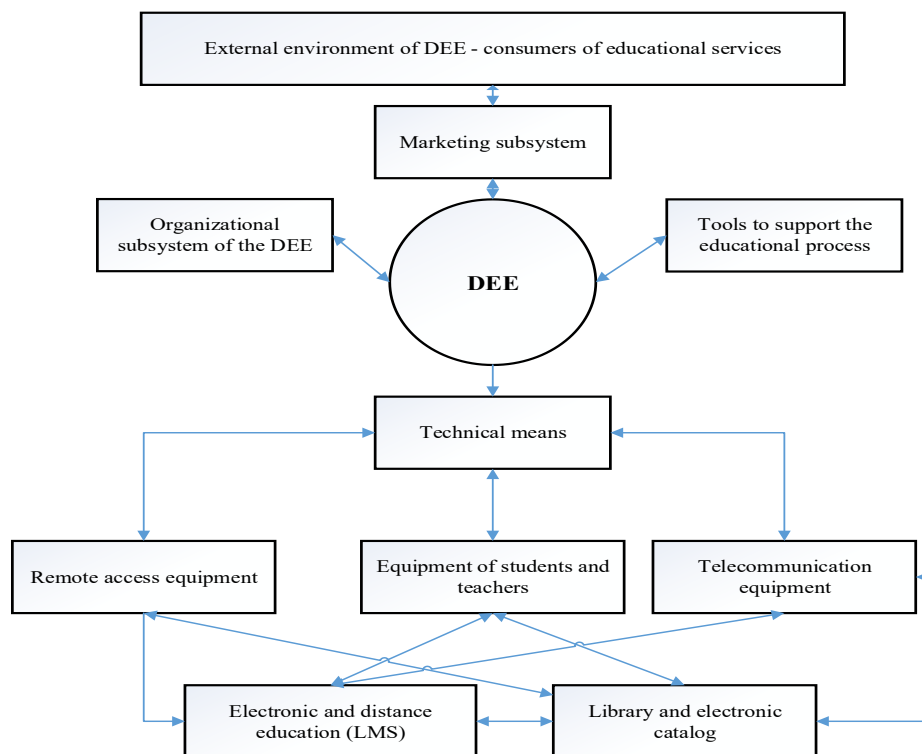 External environment of DEE - consumers of educational services
Marketing subsystem
Organizational
subsystem of the DEE
Tools to support the
educational process
DEE
Technical means
Remote access equipment
Equipment of students and
teachers
Telecommunication
equipment
Electronic and distance
education (LMS)
Library and electronic
catalog